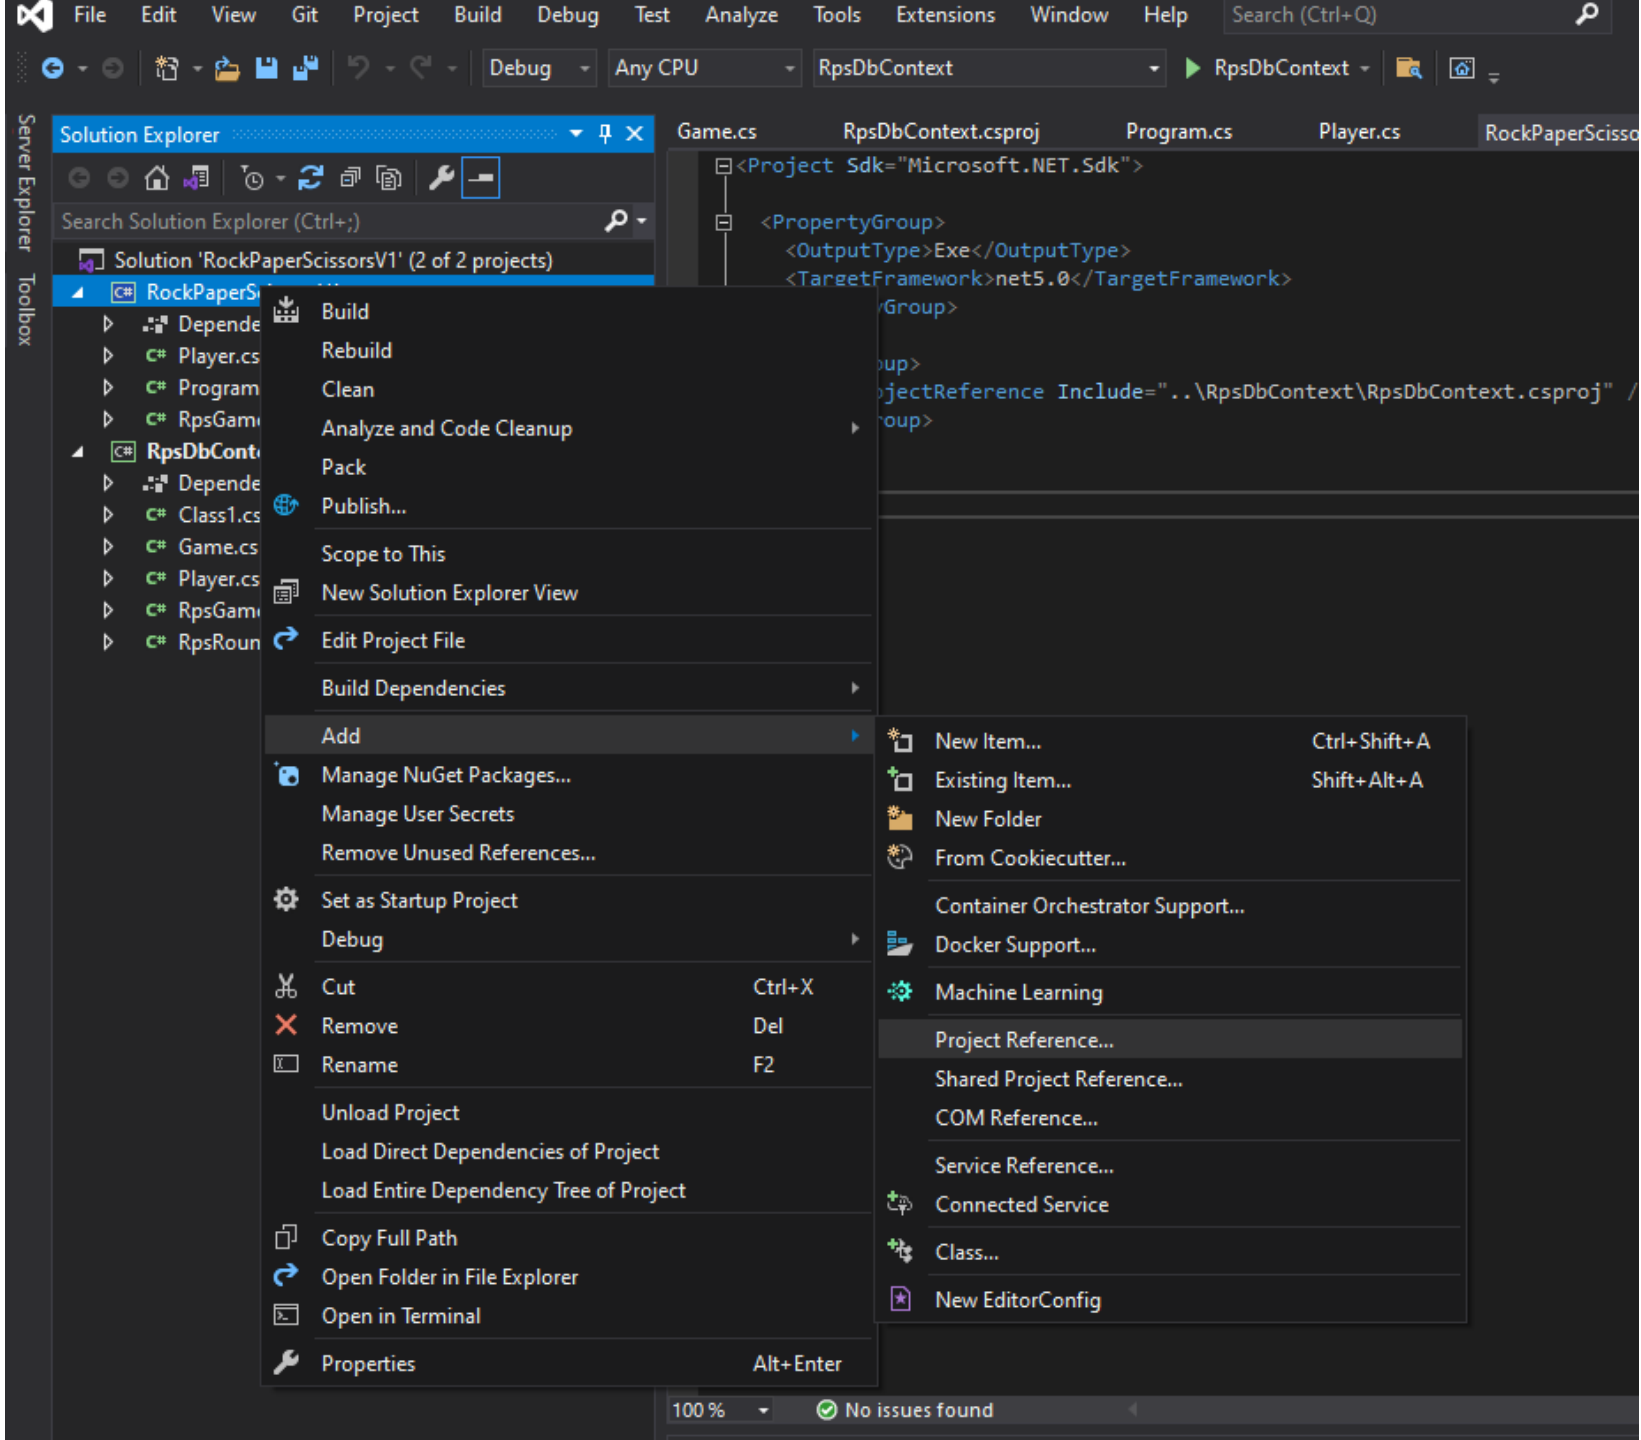 File Edit View Git Project Build Debug Test Analyze Tools Extensions Window Help Search (Ctrl+Q)
Debug Any CPU RpsDbContext RpsDbContext
Server Explorer
Toolbox
Solution Explorer
Search Solution Explorer (Ctrl+;)
Solution 'RockPaperScissorsV1' (2 of 2 projects)
C# RockPaperS
Depende
C# Player.cs
C# Program
C# RpsGam
C# RpsDbCont
Depende
C# Class1.cs
C# Game.cs
C# Player.cs
C# RpsGam
C# RpsRoun
Game.cs RpsDbContext.csproj Program.cs Player.cs RockPaperScisso
<Project Sdk="Microsoft.NET.Sdk">
<PropertyGroup>
<OutputType>Exe</OutputType>
<TargetFramework>net5.0</TargetFramework>
Group>
up>
jectReference Include="..\RpsDbContext\RpsDbContext.csproj" /
oup>
Build
Rebuild
Clean
Analyze and Code Cleanup
Pack
Publish...
Scope to This
New Solution Explorer View
Edit Project File
Build Dependencies
Add
Manage NuGet Packages...
Manage User Secrets
Remove Unused References...
Set as Startup Project
Debug
Cut Ctrl+X
Remove Del
Rename F2
Unload Project
Load Direct Dependencies of Project
Load Entire Dependency Tree of Project
Copy Full Path
Open Folder in File Explorer
Open in Terminal
Properties Alt+Enter
New Item... Ctrl+Shift+A
Existing Item... Shift+Alt+A
New Folder
From Cookiecutter...
Container Orchestrator Support...
Docker Support...
Machine Learning
Project Reference...
Shared Project Reference...
COM Reference...
Service Reference...
Connected Service
Class...
New EditorConfig
100 % No issues found